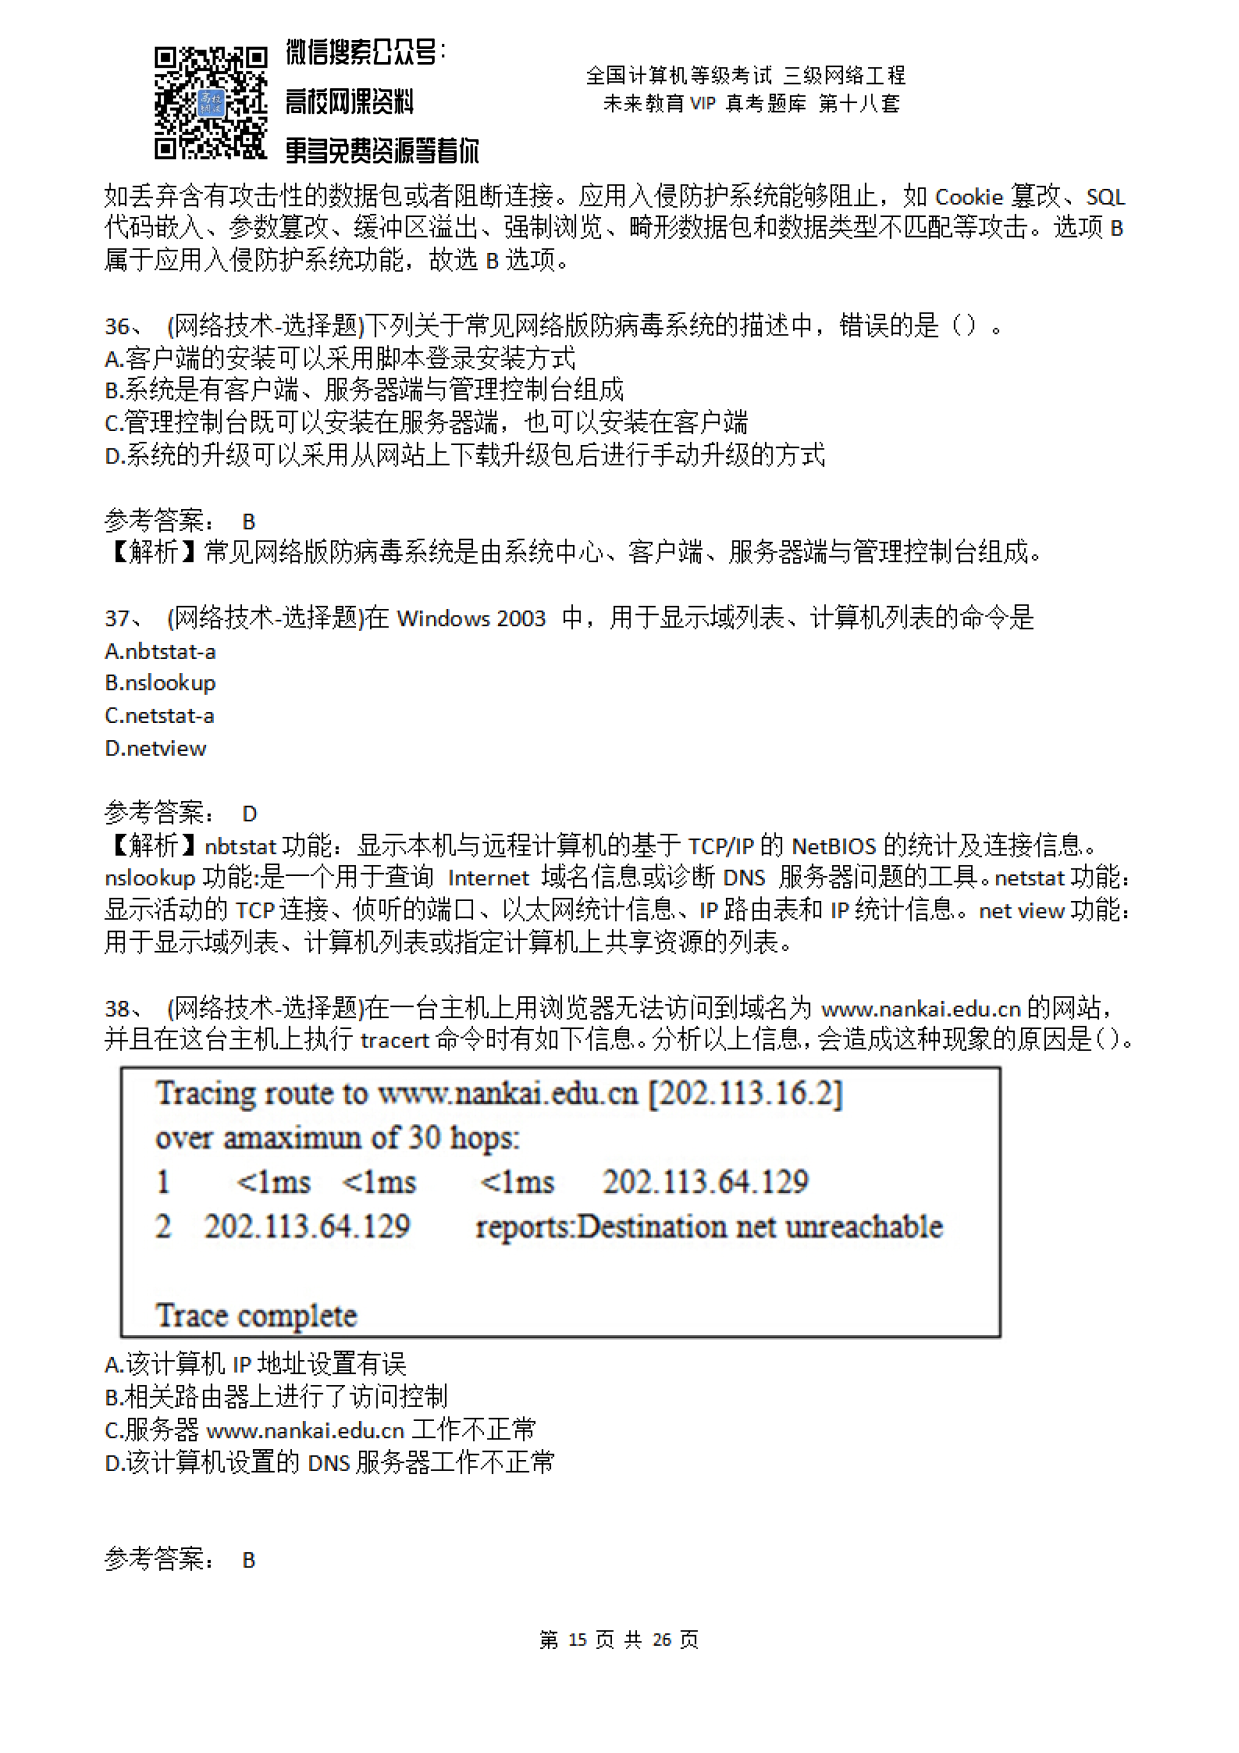 微信搜索公众号：
高校网课资料
更多免费资源等着你
全国计算机等级考试 三级网络工程
未来教育 VIP 真考题库 第十八套
如丢弃含有攻击性的数据包或者阻断连接。应用入侵防护系统能够阻止，如 Cookie 篡改、SQL
代码嵌入、参数篡改、缓冲区溢出、强制浏览、畸形数据包和数据类型不匹配等攻击。选项 B
属于应用入侵防护系统功能，故选 B 选项。
36、 (网络技术-选择题)下列关于常见网络版防病毒系统的描述中，错误的是（）。
A.客户端的安装可以采用脚本登录安装方式
B.系统是有客户端、服务器端与管理控制台组成
C.管理控制台既可以安装在服务器端，也可以安装在客户端
D.系统的升级可以采用从网站上下载升级包后进行手动升级的方式
参考答案： B
【解析】常见网络版防病毒系统是由系统中心、客户端、服务器端与管理控制台组成。
37、 (网络技术-选择题)在 Windows 2003 中，用于显示域列表、计算机列表的命令是
A.nbtstat-a
B.nslookup
C.netstat-a
D.netview
参考答案： D
【解析】nbtstat 功能：显示本机与远程计算机的基于 TCP/IP 的 NetBIOS 的统计及连接信息。
nslookup 功能:是一个用于查询 Internet 域名信息或诊断 DNS 服务器问题的工具。netstat 功能：
显示活动的 TCP 连接、侦听的端口、以太网统计信息、IP 路由表和 IP 统计信息。net view 功能：
用于显示域列表、计算机列表或指定计算机上共享资源的列表。
38、 (网络技术-选择题)在一台主机上用浏览器无法访问到域名为 www.nankai.edu.cn 的网站，
并且在这台主机上执行 tracert 命令时有如下信息。分析以上信息，会造成这种现象的原因是()。
Tracing route to www.nankai.edu.cn [202.113.16.2]
over amaximun of 30 hops:
1 <1ms <1ms <1ms 202.113.64.129
2 202.113.64.129 reports:Destination net unreachable
Trace complete
A.该计算机 IP 地址设置有误
B.相关路由器上进行了访问控制
C.服务器 www.nankai.edu.cn 工作不正常
D.该计算机设置的 DNS 服务器工作不正常
参考答案： B
第 15 页 共 26 页